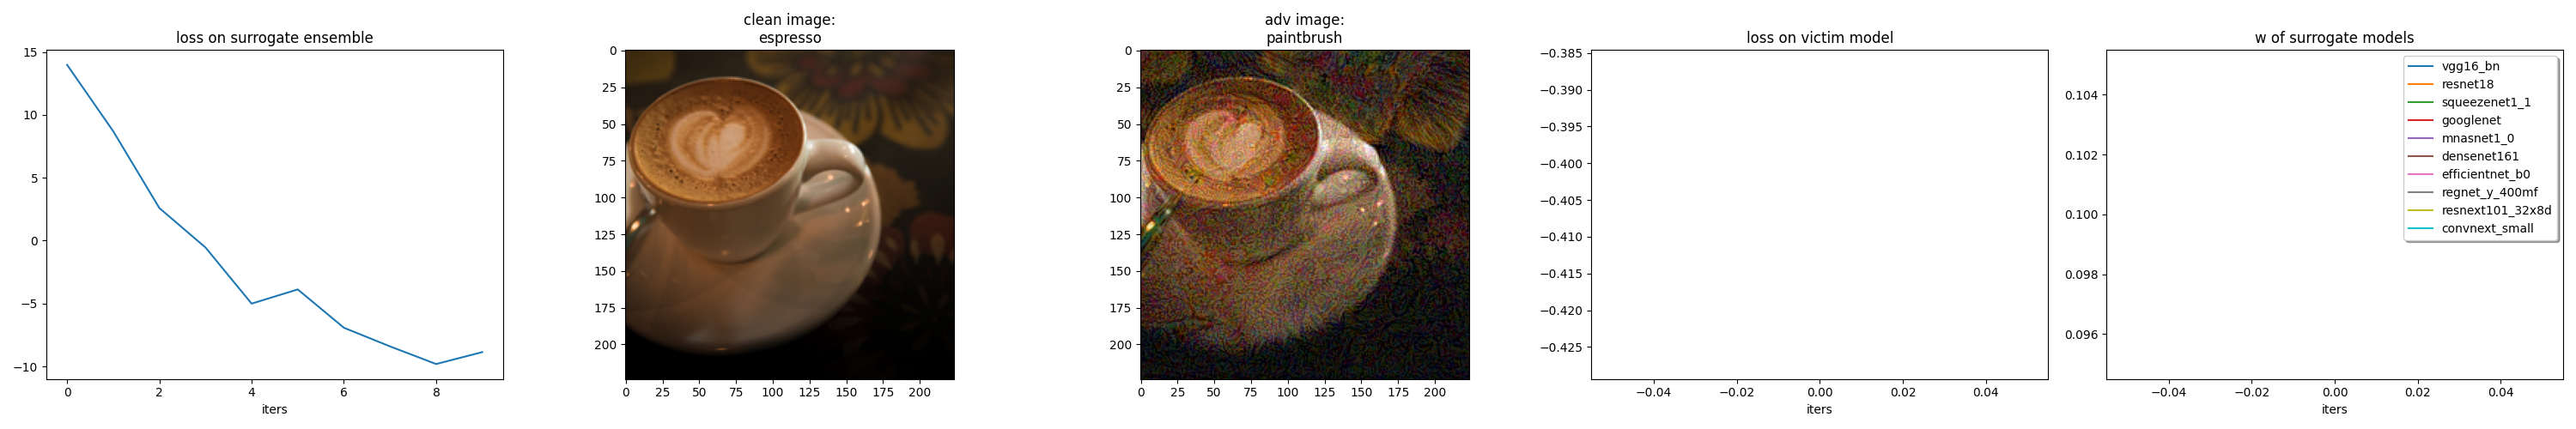 loss on surrogate ensemble
15
10
5
0
−5
−10
0 2 4 6 8
iters
clean image:
espresso
0
25
50
75
100
125
150
175
200
0 25 50 75 100 125 150 175 200
adv image:
paintbrush
0
25
50
75
100
125
150
175
200
0 25 50 75 100 125 150 175 200
loss on victim model
−0.385
−0.390
−0.395
−0.400
−0.405
−0.410
−0.415
−0.420
−0.425
−0.04 −0.02 0.00 0.02 0.04
iters
w of surrogate models
0.104
0.102
0.100
0.098
0.096
vgg16_bn
resnet18
squeezenet1_1
googlenet
mnasnet1_0
densenet161
efficientnet_b0
regnet_y_400mf
resnext101_32x8d
convnext_small
−0.04 −0.02 0.00 0.02 0.04
iters